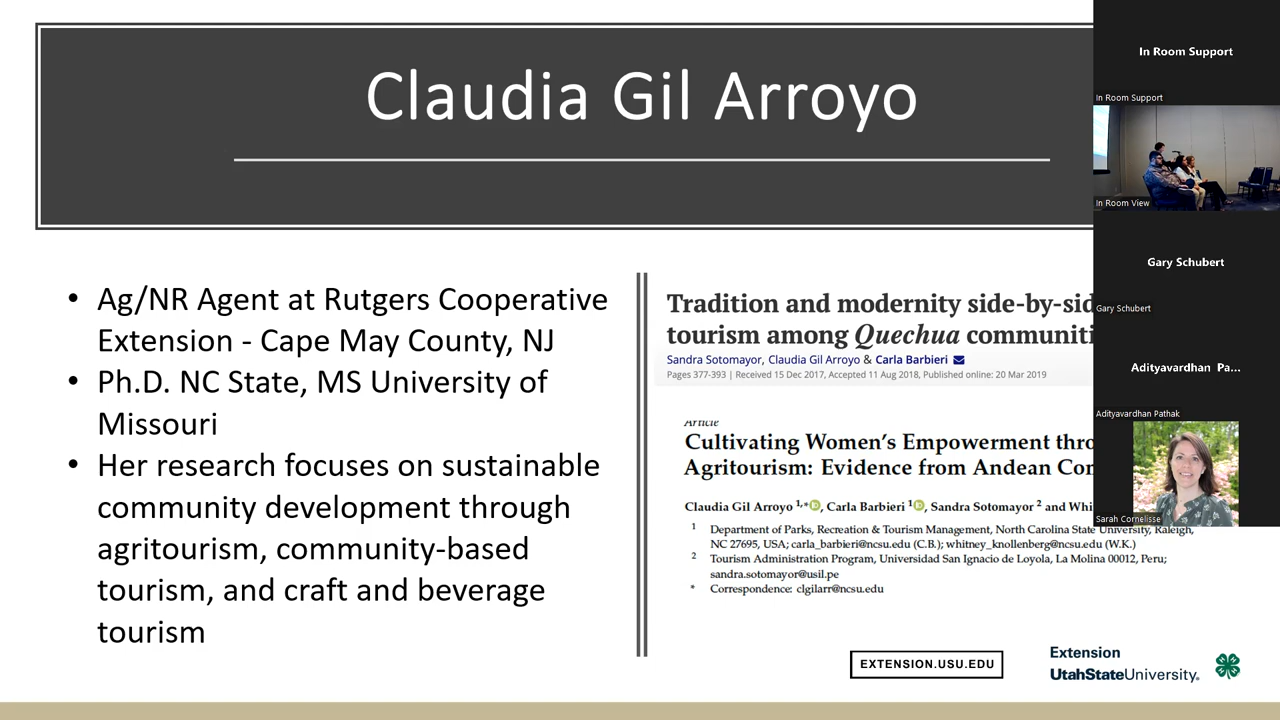 Claudia Gil Arroyo
• Ag/NR Agent at Rutgers Cooperative
Extension - Cape May County, NJ
• Ph.D. NC State, MS University of
Missouri
• Her research focuses on sustainable
community development through
agritourism, community-based
tourism, and craft and beverage
tourism
Tradition and modernity side-by-sid
tourism among Quechua communiti
Sandra Sotomayor, Claudia Gil Arroyo & Carla Barbieri
Pages 377-393 | Received 15 Dec 2017, Accepted 11 Aug 2018, Published online: 20 Mar 2019
Article
Cultivating Women's Empowerment thro
Agritourism: Evidence from Andean Con
Claudia Gil Arroyo 1,*, Carla Barbieri 1, Sandra Sotomayor 2 and Whi
1 Department of Parks, Recreation & Tourism Management, North Carolina State University, Raleigh,
NC 27695, USA; carla_barbieri@ncsu.edu (C.B.); whitney_knollenberg@ncsu.edu (W.K.)
2 Tourism Administration Program, Universidad San Ignacio de Loyola, La Molina 00012, Peru;
sandra.sotomayor@usil.pe
* Correspondence: clgilarr@ncsu.edu
EXTENSION.USU.EDU
Extension
UtahStateUniversity®
In Room Support
In Room Support
In Room View
Gary Schubert
Gary Schubert
Adityavardhan Pa...
Adityavardhan Pathak
Sarah Cornelisse